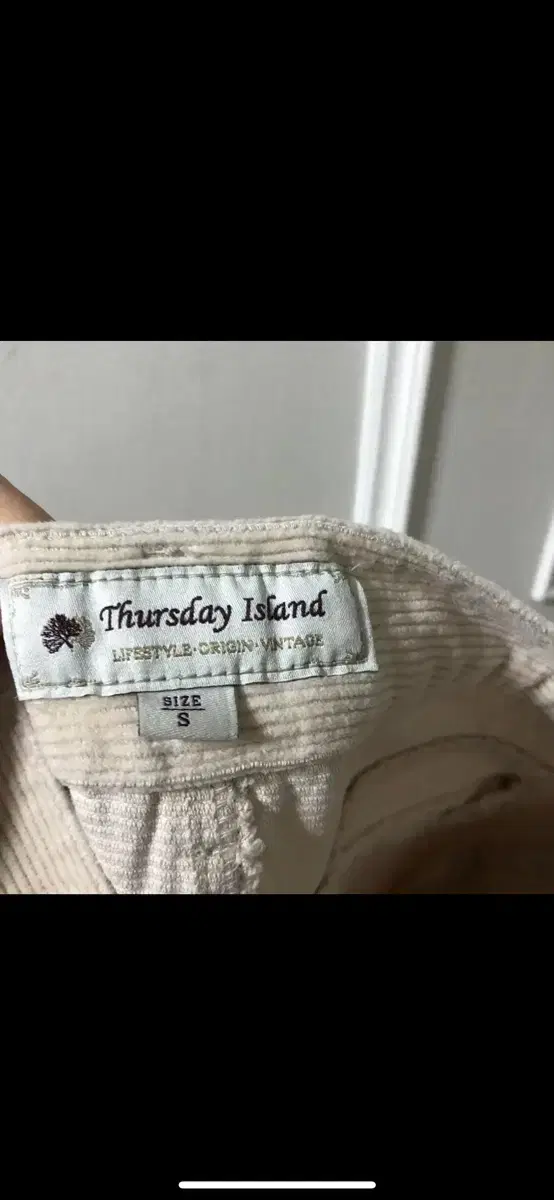 Thursday Island
LIFESTYLE·ORIGIN·VINTAGE
SIZE
S